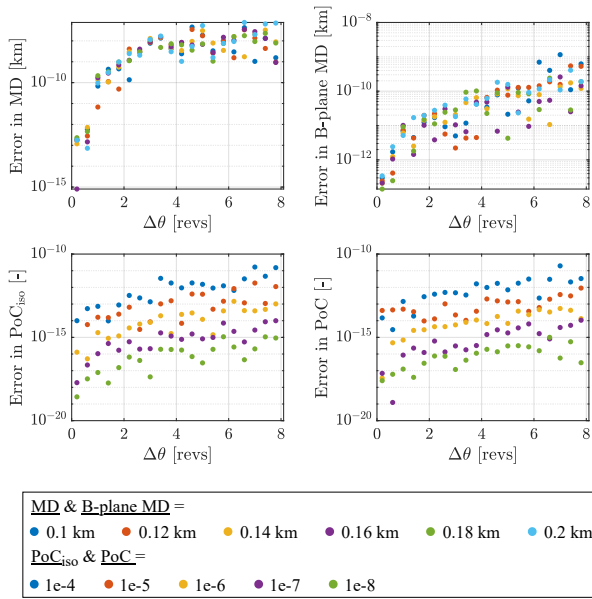 Error in MD [km]
10^-10
10^-15
0 2 4 6 8
Δθ [revs]
Error in B-plane MD [km]
10^-8
10^-10
10^-12
0 2 4 6 8
Δθ [revs]
Error in PoC_iso [-]
10^-10
10^-15
10^-20
0 2 4 6 8
Δθ [revs]
Error in PoC [-]
10^-10
10^-15
10^-20
0 2 4 6 8
Δθ [revs]
MD & B-plane MD =
0.1 km 0.12 km 0.14 km 0.16 km 0.18 km 0.2 km
PoC_iso & PoC =
1e-4 1e-5 1e-6 1e-7 1e-8